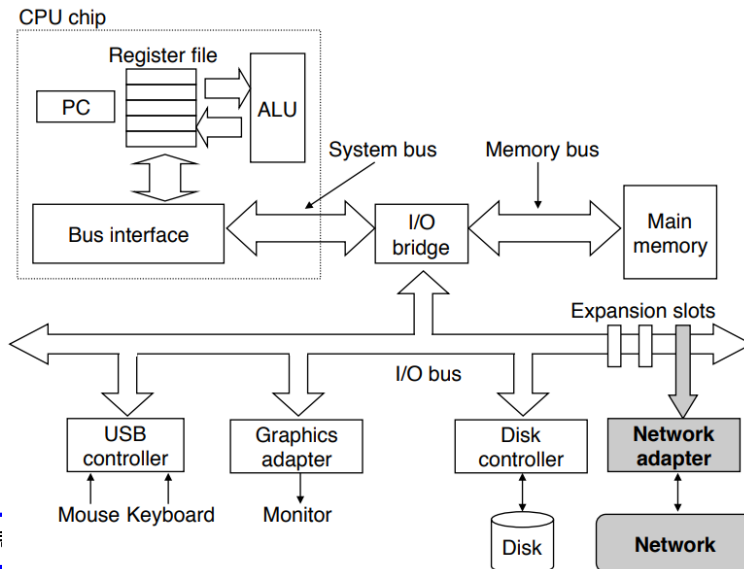 CPU chip
Register file
PC
ALU
System bus
Memory bus
Bus interface
I/O
bridge
Main
memory
Expansion slots
I/O bus
USB
controller
Graphics
adapter
Disk
controller
Network
adapter
Mouse Keyboard
Monitor
Disk
Network